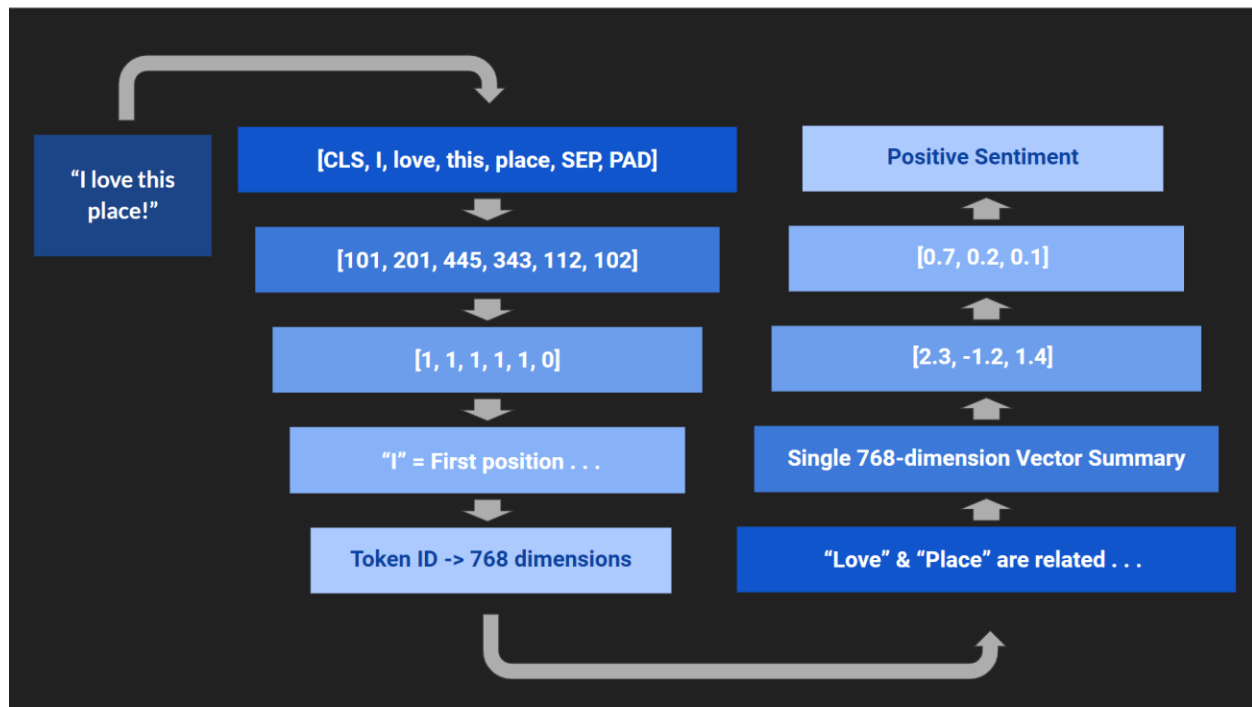 “I love this
place!”
[CLS, I, love, this, place, SEP, PAD]
[101, 201, 445, 343, 112, 102]
[1, 1, 1, 1, 1, 0]
“I” = First position . . .
Token ID -> 768 dimensions
“Love” & “Place” are related . . .
Single 768-dimension Vector Summary
[2.3, -1.2, 1.4]
[0.7, 0.2, 0.1]
Positive Sentiment